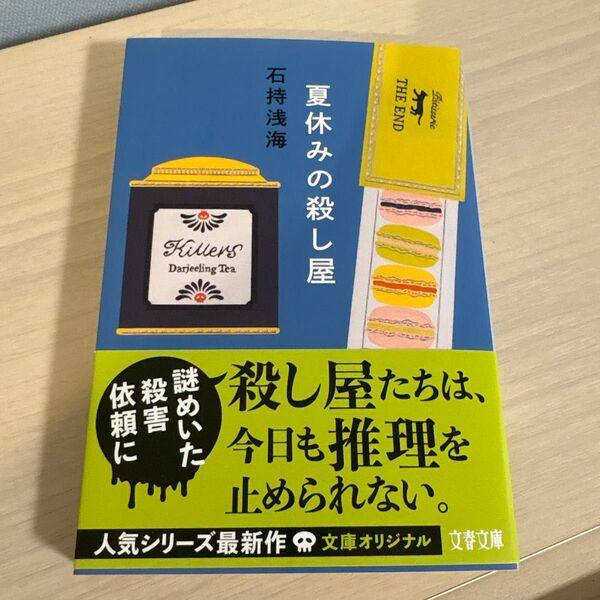 夏休みの殺し屋
石持浅海
Patisserie
THE END
Killers
Darjeeling Tea
謎めいた
殺害
依頼に
殺し屋たちは、
今日も推理を
止められない。
人気シリーズ最新作
文庫オリジナル
文春文庫